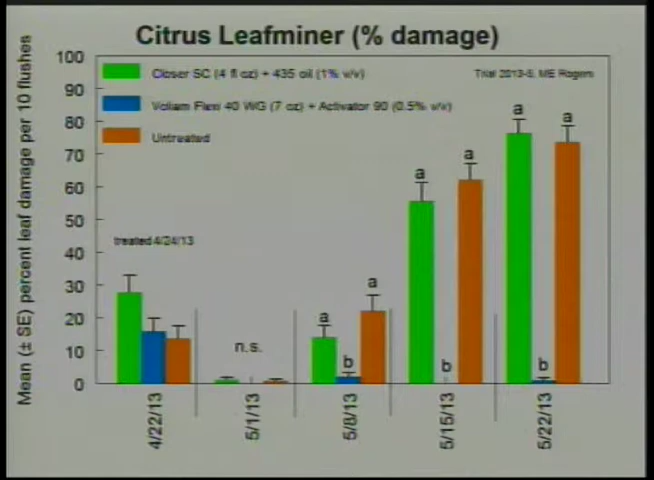 Citrus Leafminer (% damage)
Mean (± SE) percent leaf damage per 10 flushes
100
90
80
70
60
50
40
30
20
10
0
Closer SC (4 fl oz) + 435 oil (1% v/v)
Voliam Flexi 40 WG (7 oz) + Activator 90 (0.5% v/v)
Untreated
Trial 2013-5, ME Rogers
treated 4/24/13
n.s.
a
b
a
a
b
a
a
b
a
4/22/13
5/1/13
5/8/13
5/15/13
5/22/13